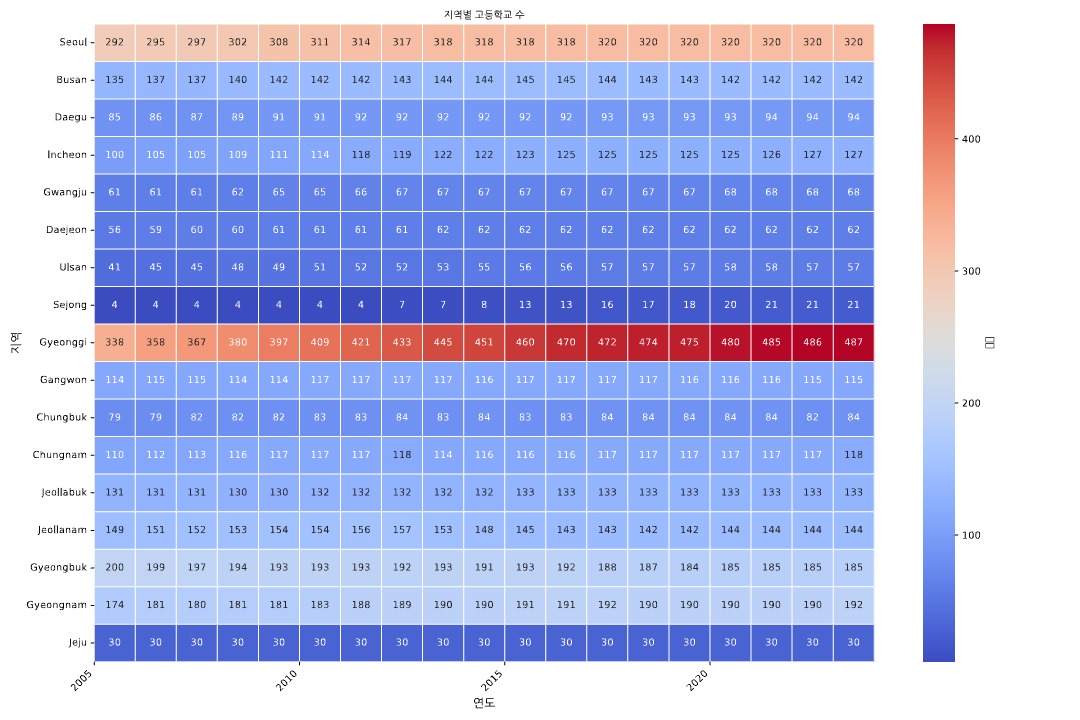 지역별 고등학교 수
Seoul 292 295 297 302 308 311 314 317 318 318 318 318 320 320 320 320 320 320 320
Busan 135 137 137 140 142 142 142 143 144 144 145 145 144 143 143 142 142 142 142
Daegu 85 86 87 89 91 91 92 92 92 92 92 92 93 93 93 93 94 94 94
Incheon 100 105 105 109 111 114 118 119 122 122 123 125 125 125 125 125 126 127 127
Gwangju 61 61 61 62 65 65 66 67 67 67 67 67 67 67 67 68 68 68 68
Daejeon 56 59 60 60 61 61 61 61 62 62 62 62 62 62 62 62 62 62 62
Ulsan 41 45 45 48 49 51 52 52 53 55 56 56 57 57 57 58 58 57 57
Sejong 4 4 4 4 4 4 4 7 7 8 13 13 16 17 18 20 21 21 21
Gyeonggi 338 358 367 380 397 409 421 433 445 451 460 470 472 474 475 480 485 486 487
Gangwon 114 115 115 114 114 117 117 117 117 116 117 117 117 117 116 116 116 115 115
Chungbuk 79 79 82 82 82 83 83 84 83 84 83 83 84 84 84 84 84 82 84
Chungnam 110 112 113 116 117 117 117 118 114 116 116 116 117 117 117 117 117 117 118
Jeollabuk 131 131 131 130 130 132 132 132 132 132 133 133 133 133 133 133 133 133 133
Jeollanam 149 151 152 153 154 154 156 157 153 148 145 143 143 142 142 144 144 144 144
Gyeongbuk 200 199 197 194 193 193 193 192 193 191 193 192 188 187 184 185 185 185 185
Gyeongnam 174 181 180 181 181 183 188 189 190 190 191 191 192 190 190 190 190 190 192
Jeju 30 30 30 30 30 30 30 30 30 30 30 30 30 30 30 30 30 30 30
2005 2010 2015 2020
연도
지역
400
300
200
100